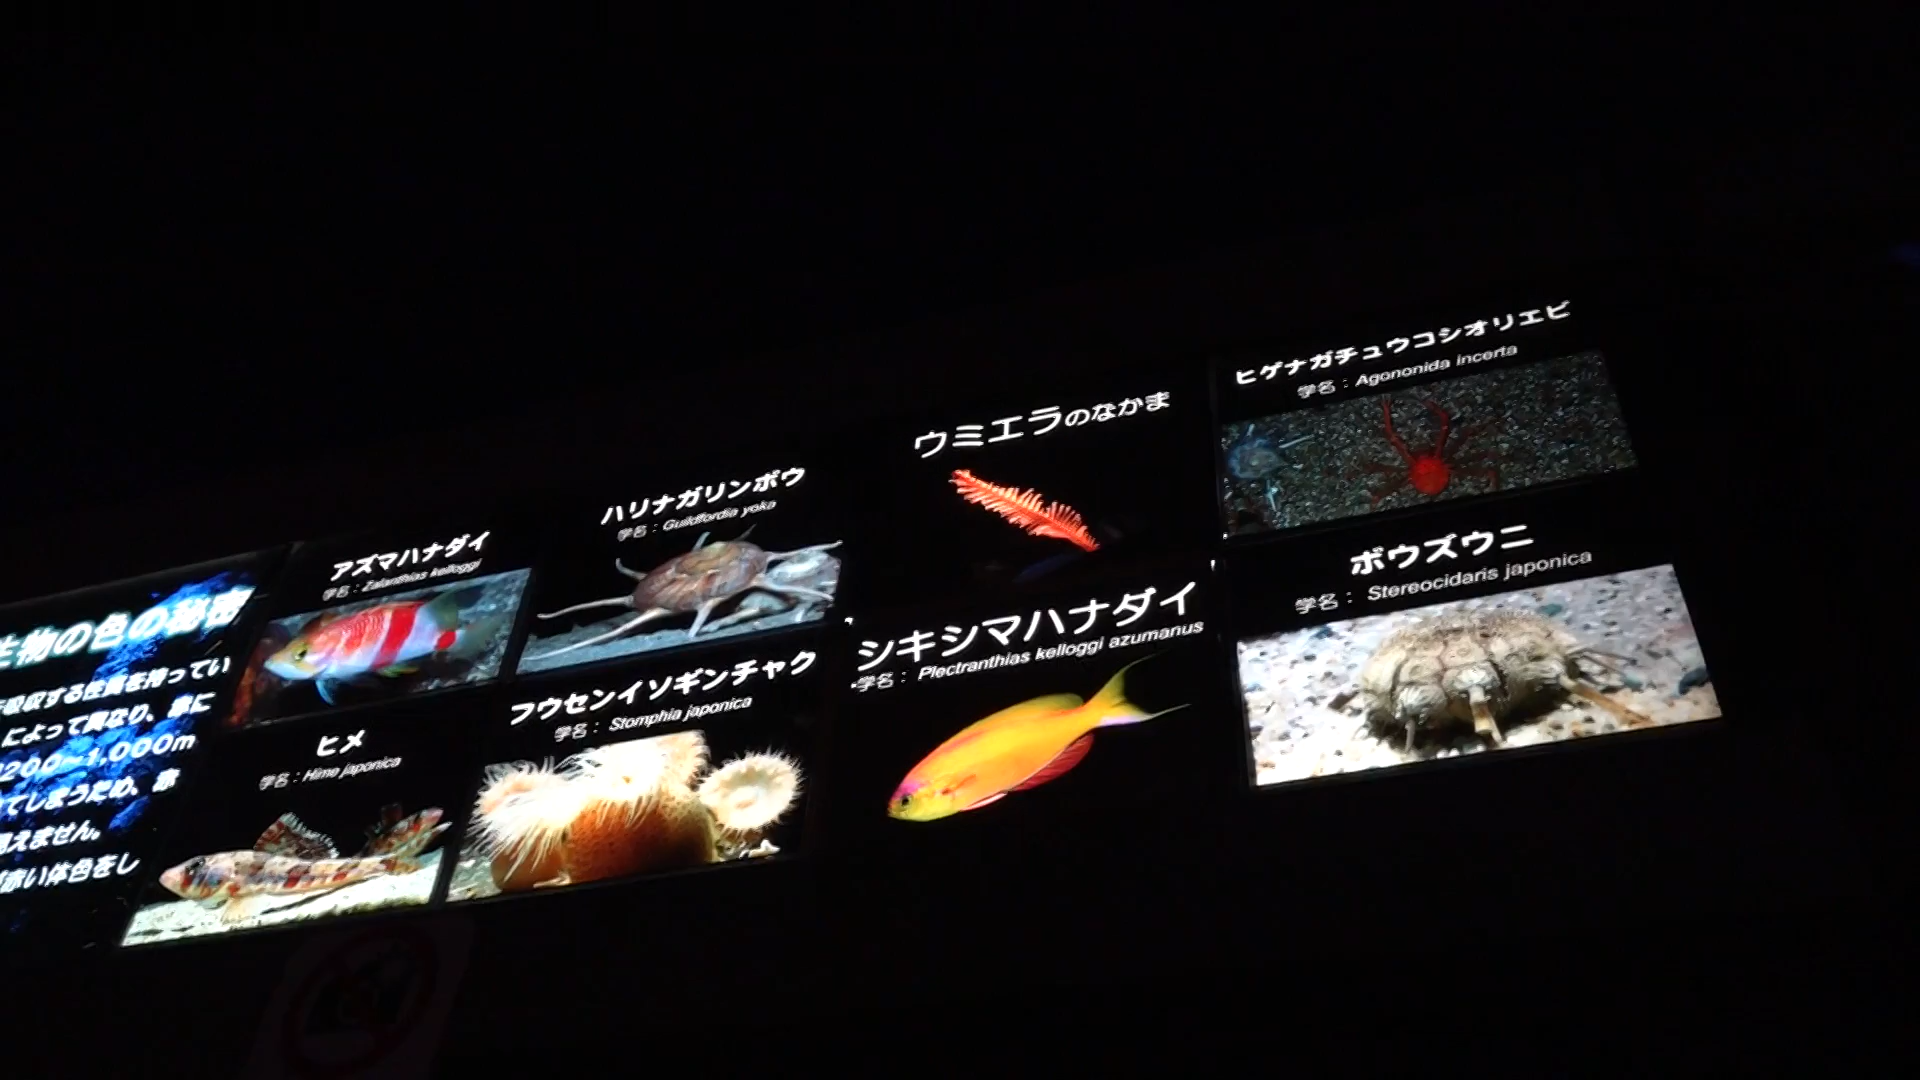 生物の色の秘密
吸収する性質を持ってい
によって異なり、赤に
200〜1,000m
てしまうため、赤
えません。
赤い体色をし
アズマハナダイ
学名：Zalanthias kelloggi
ヒメ
学名：Hime japonica
ハリナガリンボウ
学名：Guildfordia yoka
フウセンイソギンチャク
学名：Stomphia japonica
ウミエラのなかま
シキシマハナダイ
学名：Plectranthias kelloggi azumanus
ヒゲナガチュウコシオリエビ
学名：Agononida incerta
ボウズウニ
学名：Stereocidaris japonica